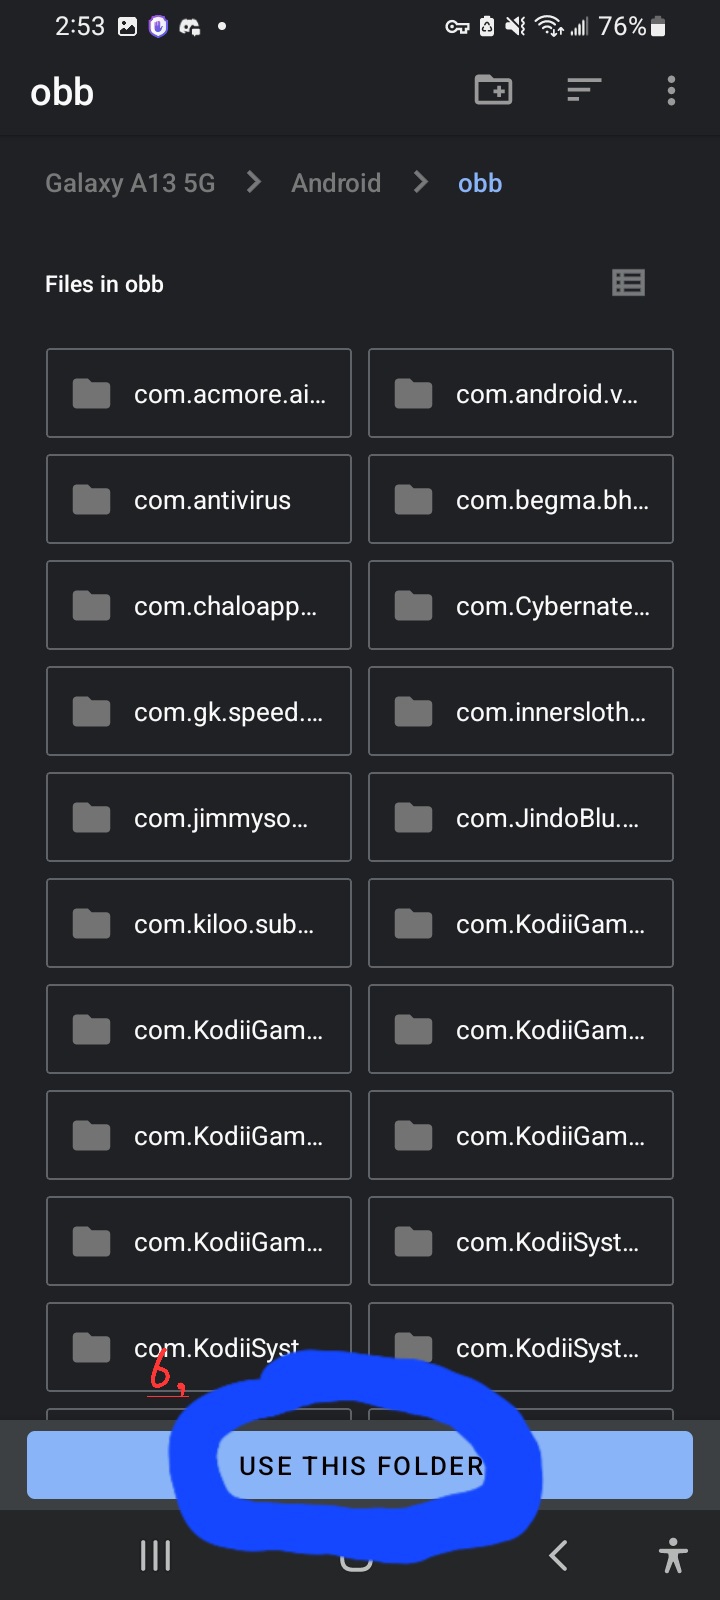 2:53 76%
obb
Galaxy A13 5G > Android > obb
Files in obb
com.acmore.ai... com.android.v...
com.antivirus com.begma.bh...
com.chaloapp... com.Cybernate...
com.gk.speed.... com.innersloth...
com.jimmyso... com.JindoBlu....
com.kiloo.sub... com.KodiiGam...
com.KodiiGam... com.KodiiGam...
com.KodiiGam... com.KodiiGam...
com.KodiiGam... com.KodiiSyst...
com.KodiiSyst... com.KodiiSyst...
6,
USE THIS FOLDER